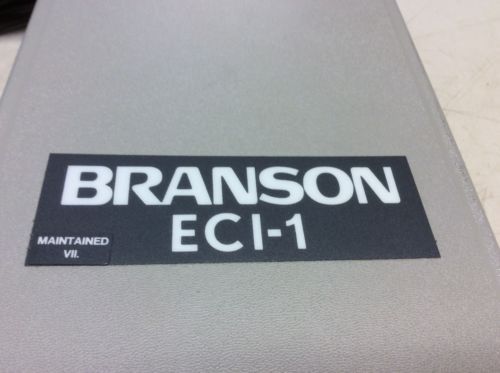 BRANSON
ECI-1
MAINTAINED
VII.